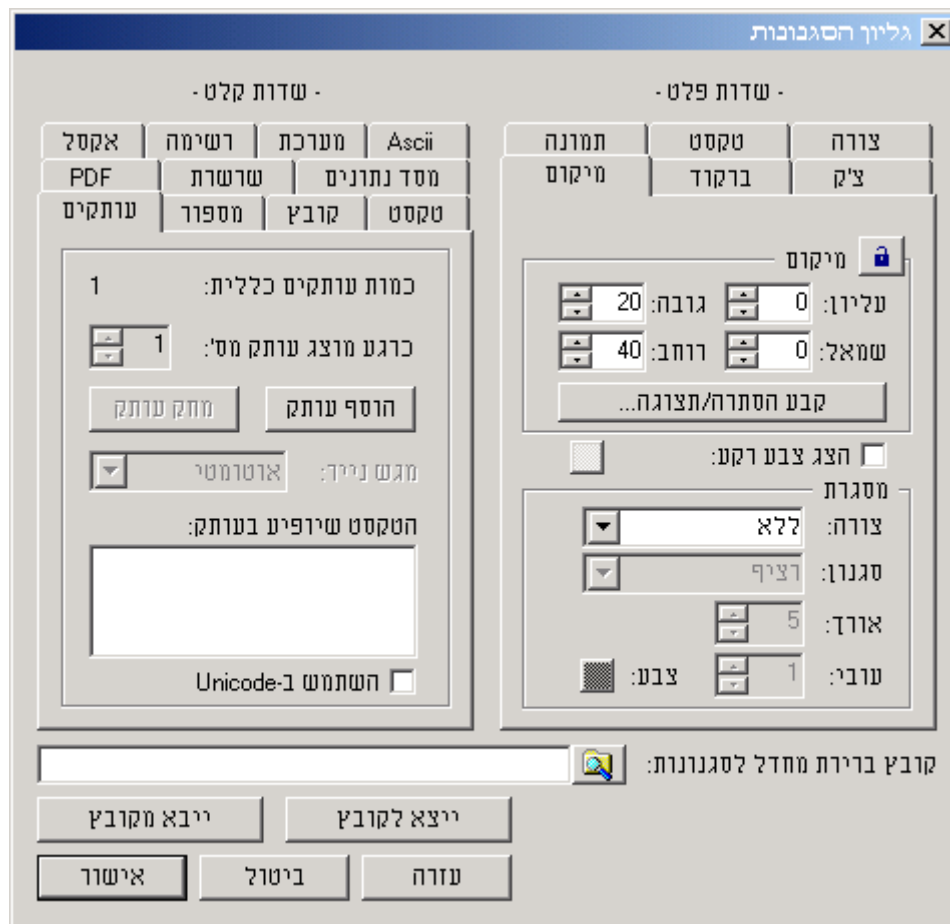 גליון הסגנונות
- שדות פלט -
צורה טקסט תמונה
צ'ק ברקוד מיקום
מיקום
עליון: 0 גובה: 20
שמאל: 0 רוחב: 40
קבע הסתרה/תצוגה...
הצג צבע רקע:
מסגרת
צורה: ללא
סגנון: רציף
אורך: 5
עובי: 1 צבע:
- שדות קלט -
Ascii מערכת רשימה אקסל
מסד נתונים שושרת PDF
טקסט קובץ מספור עותקים
כמות עותקים כללית: 1
כרגע מוצג עותק מס': 1
הוסף עותק מחק עותק
מגש נייר: אוטומטי
הטקסט שיופיע בעותק:
השתמש ב-Unicode
קובץ ברירת מחדל לסגנונות:
ייצא לקובץ ייבא מקובץ
עזרה ביטול אישור